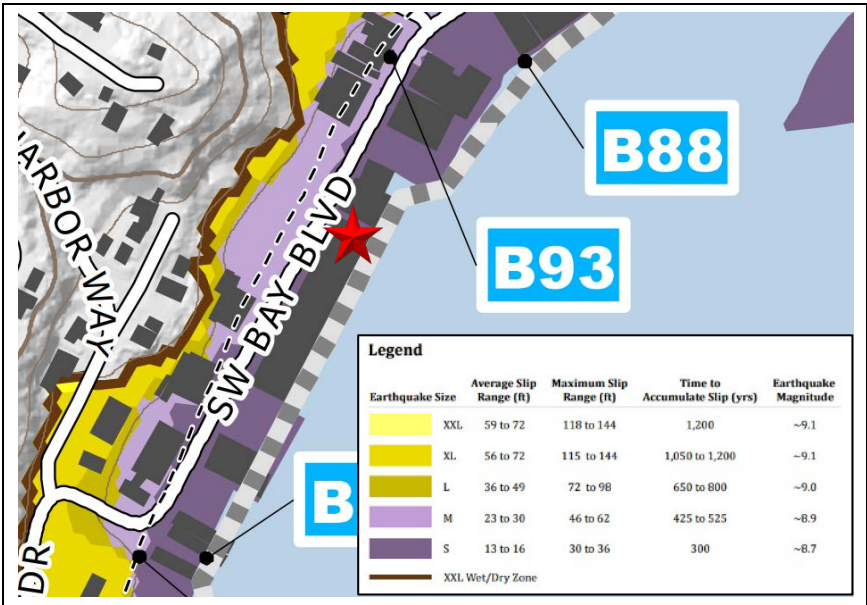 HARBOR WAY
B88
B93
SW BAY BLVD
B
DR
Legend
Earthquake Size Average Slip Range (ft) Maximum Slip Range (ft) Time to Accumulate Slip (yrs) Earthquake Magnitude
XXL 59 to 72 118 to 144 1,200 ~9.1
XL 56 to 72 115 to 144 1,050 to 1,200 ~9.1
L 36 to 49 72 to 98 650 to 800 ~9.0
M 23 to 30 46 to 62 425 to 525 ~8.9
S 13 to 16 30 to 36 300 ~8.7
XXL Wet/Dry Zone